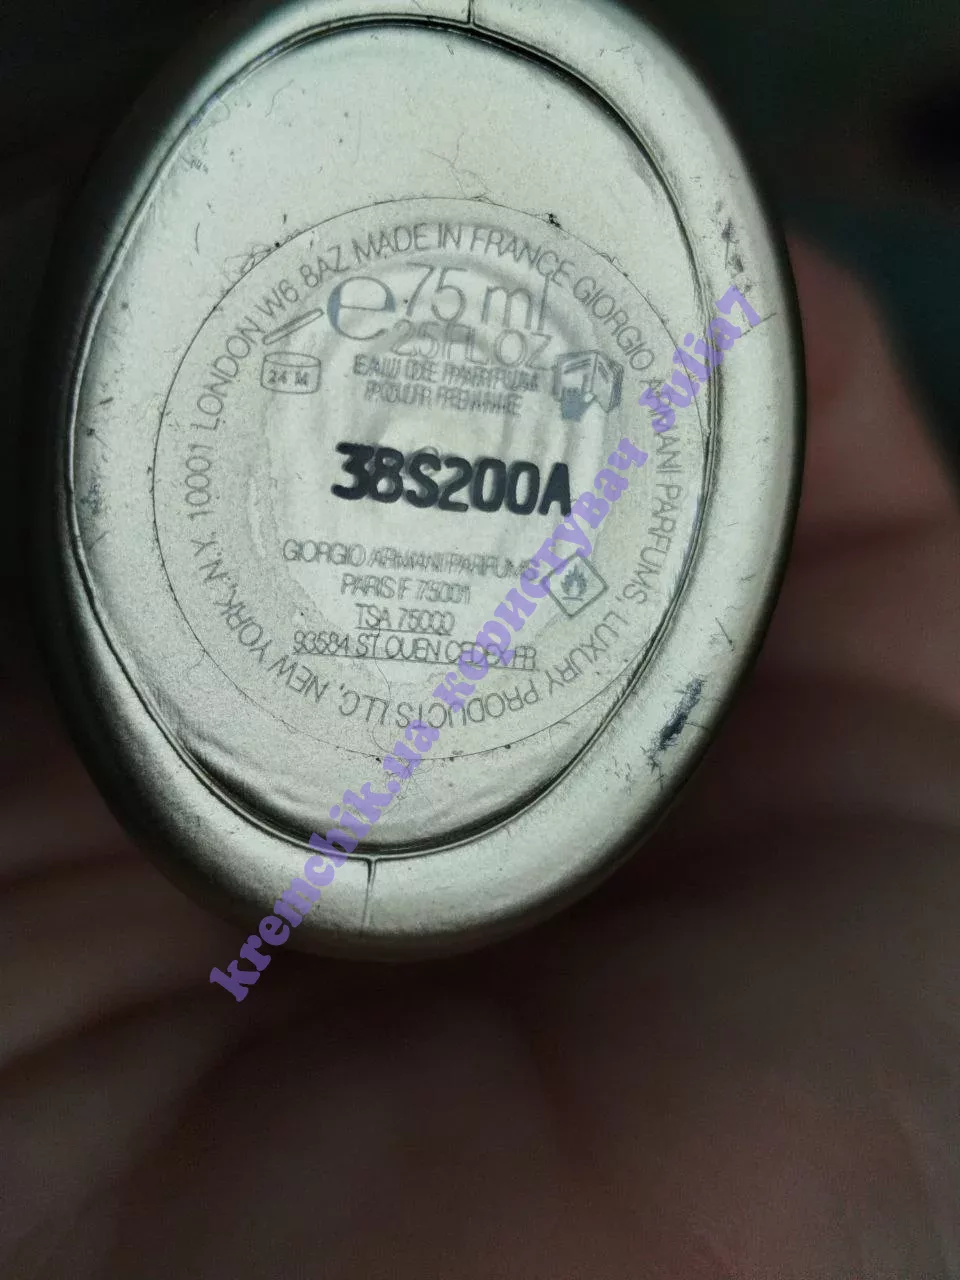 LONDON W6 8AZ MADE IN FRANCE GIORGIO ARMANI PARFUMS, LUXURY PRODUCTS LLC, NEW YORK, N.Y. 10001
e 75 ml
2.5 FL.OZ
24 M
EAU DE PARFUM
POUR FEMME
38S200A
GIORGIO ARMANI PARFUMS
PARIS F 75001
TSA 75000
93584 ST OUEN CEDEX FR
kremchik.ua користувач Julia7